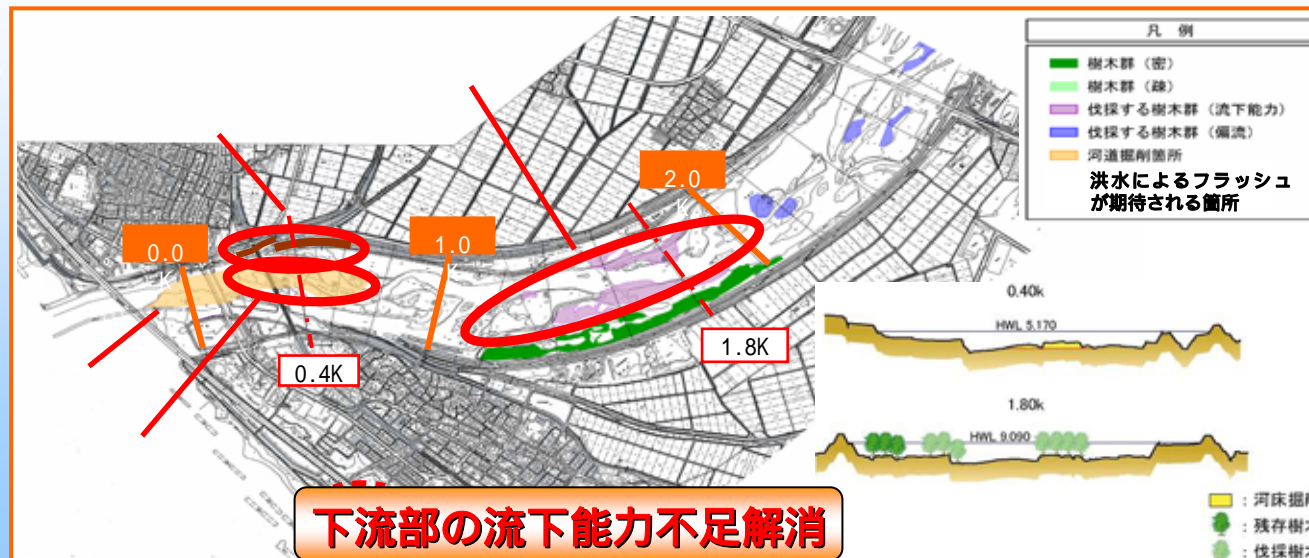 凡 例
樹木群（密）
樹木群（疎）
伐採する樹木群（流下能力）
伐採する樹木群（偏流）
河道掘削箇所
洪水によるフラッシュ
が期待される箇所
2.0
K
1.0
K
0.0
K
0.4K
1.8K
0.40k
HWL 5.170
1.80k
HWL 9.090
：河床掘削
：残存樹木
：伐採樹木
下流部の流下能力不足解消